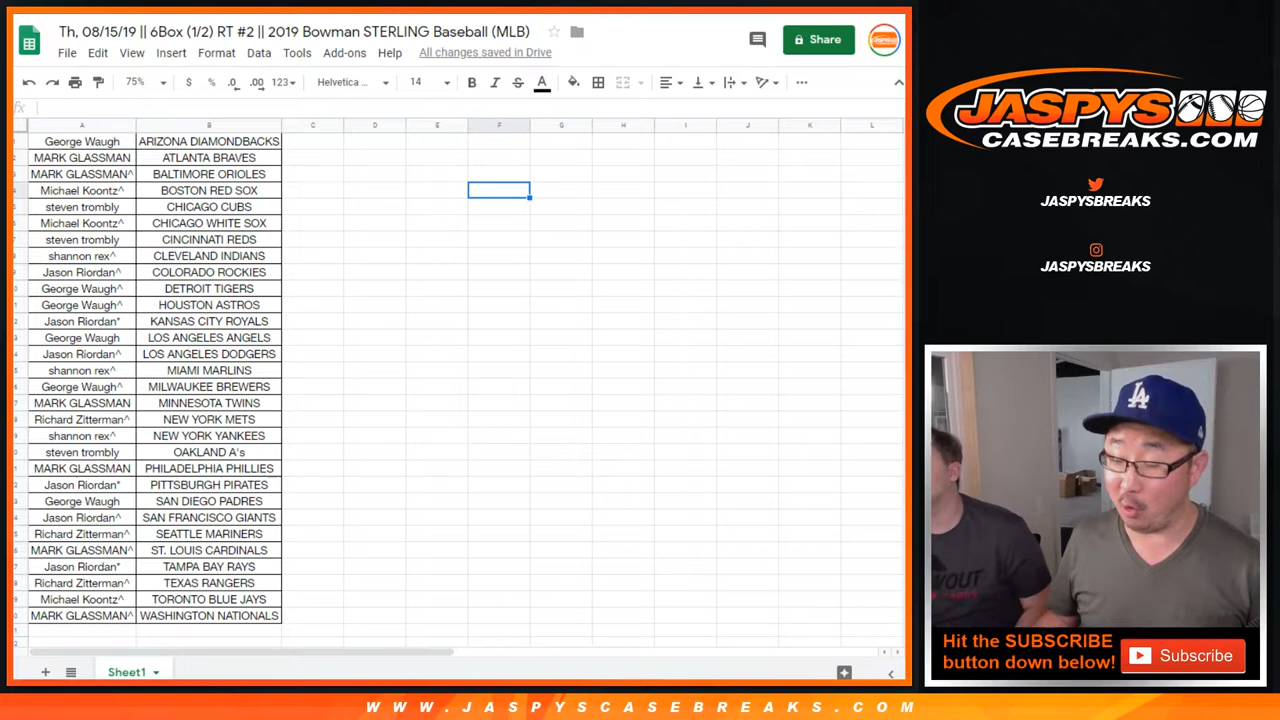 Th, 08/15/19 || 6Box (1/2) RT #2 || 2019 Bowman STERLING Baseball (MLB)
File Edit View Insert Format Data Tools Add-ons Help All changes saved in Drive
Share
75% $ % .0 .00 123 Helvetica ... 14 B I S A
fx
A B C D E F G H I J K L
George Waugh ARIZONA DIAMONDBACKS
MARK GLASSMAN ATLANTA BRAVES
MARK GLASSMAN^ BALTIMORE ORIOLES
Michael Koontz^ BOSTON RED SOX
steven trombly CHICAGO CUBS
Michael Koontz^ CHICAGO WHITE SOX
steven trombly CINCINNATI REDS
shannon rex^ CLEVELAND INDIANS
Jason Riordan^ COLORADO ROCKIES
George Waugh^ DETROIT TIGERS
George Waugh^ HOUSTON ASTROS
Jason Riordan* KANSAS CITY ROYALS
George Waugh LOS ANGELES ANGELS
Jason Riordan^ LOS ANGELES DODGERS
shannon rex^ MIAMI MARLINS
George Waugh^ MILWAUKEE BREWERS
MARK GLASSMAN MINNESOTA TWINS
Richard Zitterman^ NEW YORK METS
shannon rex^ NEW YORK YANKEES
steven trombly OAKLAND A's
MARK GLASSMAN PHILADELPHIA PHILLIES
Jason Riordan* PITTSBURGH PIRATES
George Waugh SAN DIEGO PADRES
Jason Riordan^ SAN FRANCISCO GIANTS
Richard Zitterman^ SEATTLE MARINERS
MARK GLASSMAN^ ST. LOUIS CARDINALS
Jason Riordan* TAMPA BAY RAYS
Richard Zitterman^ TEXAS RANGERS
Michael Koontz^ TORONTO BLUE JAYS
MARK GLASSMAN^ WASHINGTON NATIONALS
Sheet1
JASPYS
CASEBREAKS.COM
JASPYSBREAKS
JASPYSBREAKS
LA
Hit the SUBSCRIBE
button down below!
Subscribe
WWW.JASPYSCASEBREAKS.COM